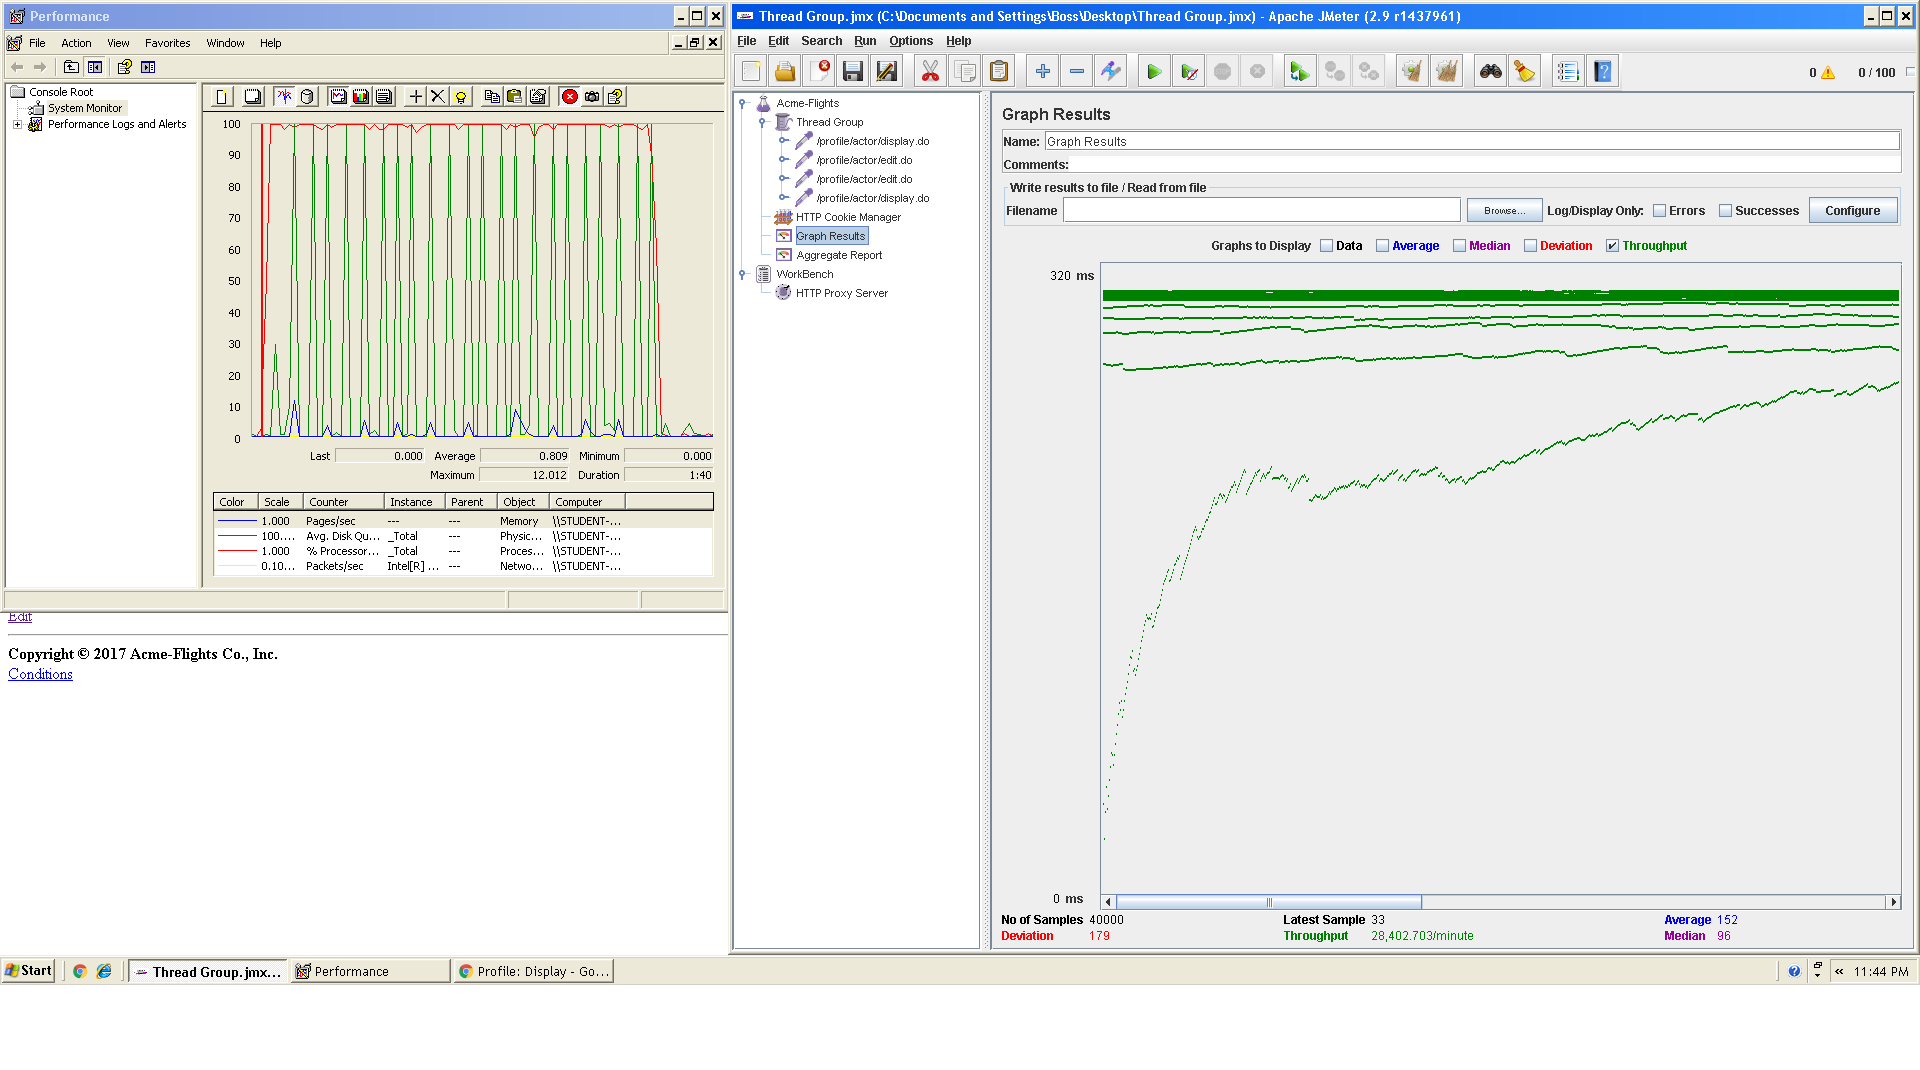 Performance
File Action View Favorites Window Help
Console Root
System Monitor
Performance Logs and Alerts
100
90
80
70
60
50
40
30
20
10
0
Last 0.000 Average 0.809 Minimum 0.000
Maximum 12.012 Duration 1:40
Color Scale Counter Instance Parent Object Computer
1.000 Pages/sec --- --- Memory \\STUDENT-...
100.... Avg. Disk Qu... _Total --- Physic... \\STUDENT-...
1.000 % Processor... _Total --- Proces... \\STUDENT-...
0.10... Packets/sec Intel[R] ... --- Netwo... \\STUDENT-...
Edit
Copyright © 2017 Acme-Flights Co., Inc.
Conditions
Thread Group.jmx (C:\Documents and Settings\Boss\Desktop\Thread Group.jmx) - Apache JMeter (2.9 r1437961)
File Edit Search Run Options Help
0 0 / 100
Acme-Flights
Thread Group
/profile/actor/display.do
/profile/actor/edit.do
/profile/actor/edit.do
/profile/actor/display.do
HTTP Cookie Manager
Graph Results
Aggregate Report
WorkBench
HTTP Proxy Server
Graph Results
Name: Graph Results
Comments:
Write results to file / Read from file
Filename Browse... Log/Display Only: Errors Successes Configure
Graphs to Display Data Average Median Deviation Throughput
320 ms
0 ms
No of Samples 40000 Latest Sample 33 Average 152
Deviation 179 Throughput 28,402.703/minute Median 96
Start Thread Group.jmx... Performance Profile: Display - Go... 11:44 PM